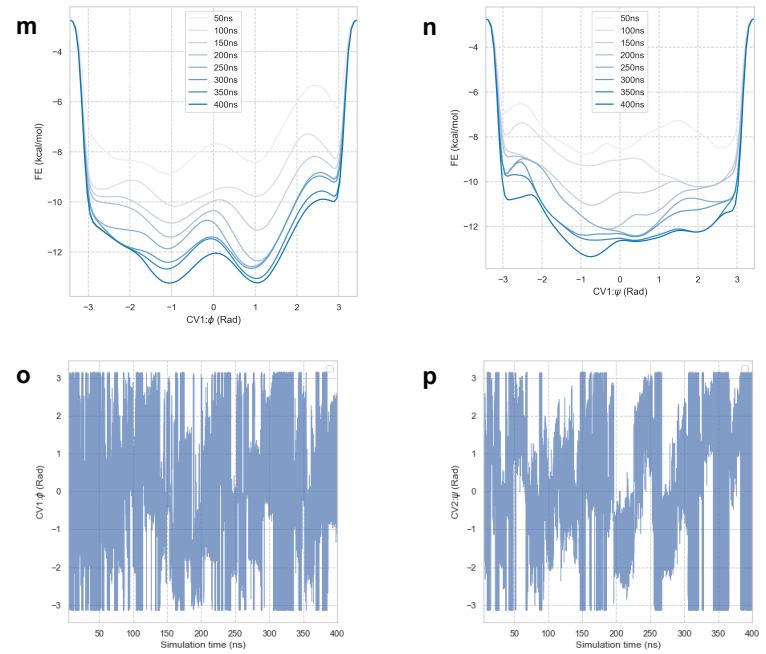 m
50ns
100ns
150ns
200ns
250ns
300ns
350ns
400ns
−4
−6
−8
−10
−12
FE (kcal/mol)
−3 −2 −1 0 1 2 3
CV1:ϕ (Rad)
n
50ns
100ns
150ns
200ns
250ns
300ns
350ns
400ns
−4
−6
−8
−10
−12
FE (kcal/mol)
−3 −2 −1 0 1 2 3
CV1:ψ (Rad)
o
3
2
1
0
−1
−2
−3
CV1:ϕ (Rad)
50 100 150 200 250 300 350 400
Simulation time (ns)
p
3
2
1
0
−1
−2
−3
CV2:ψ (Rad)
50 100 150 200 250 300 350 400
Simulation time (ns)